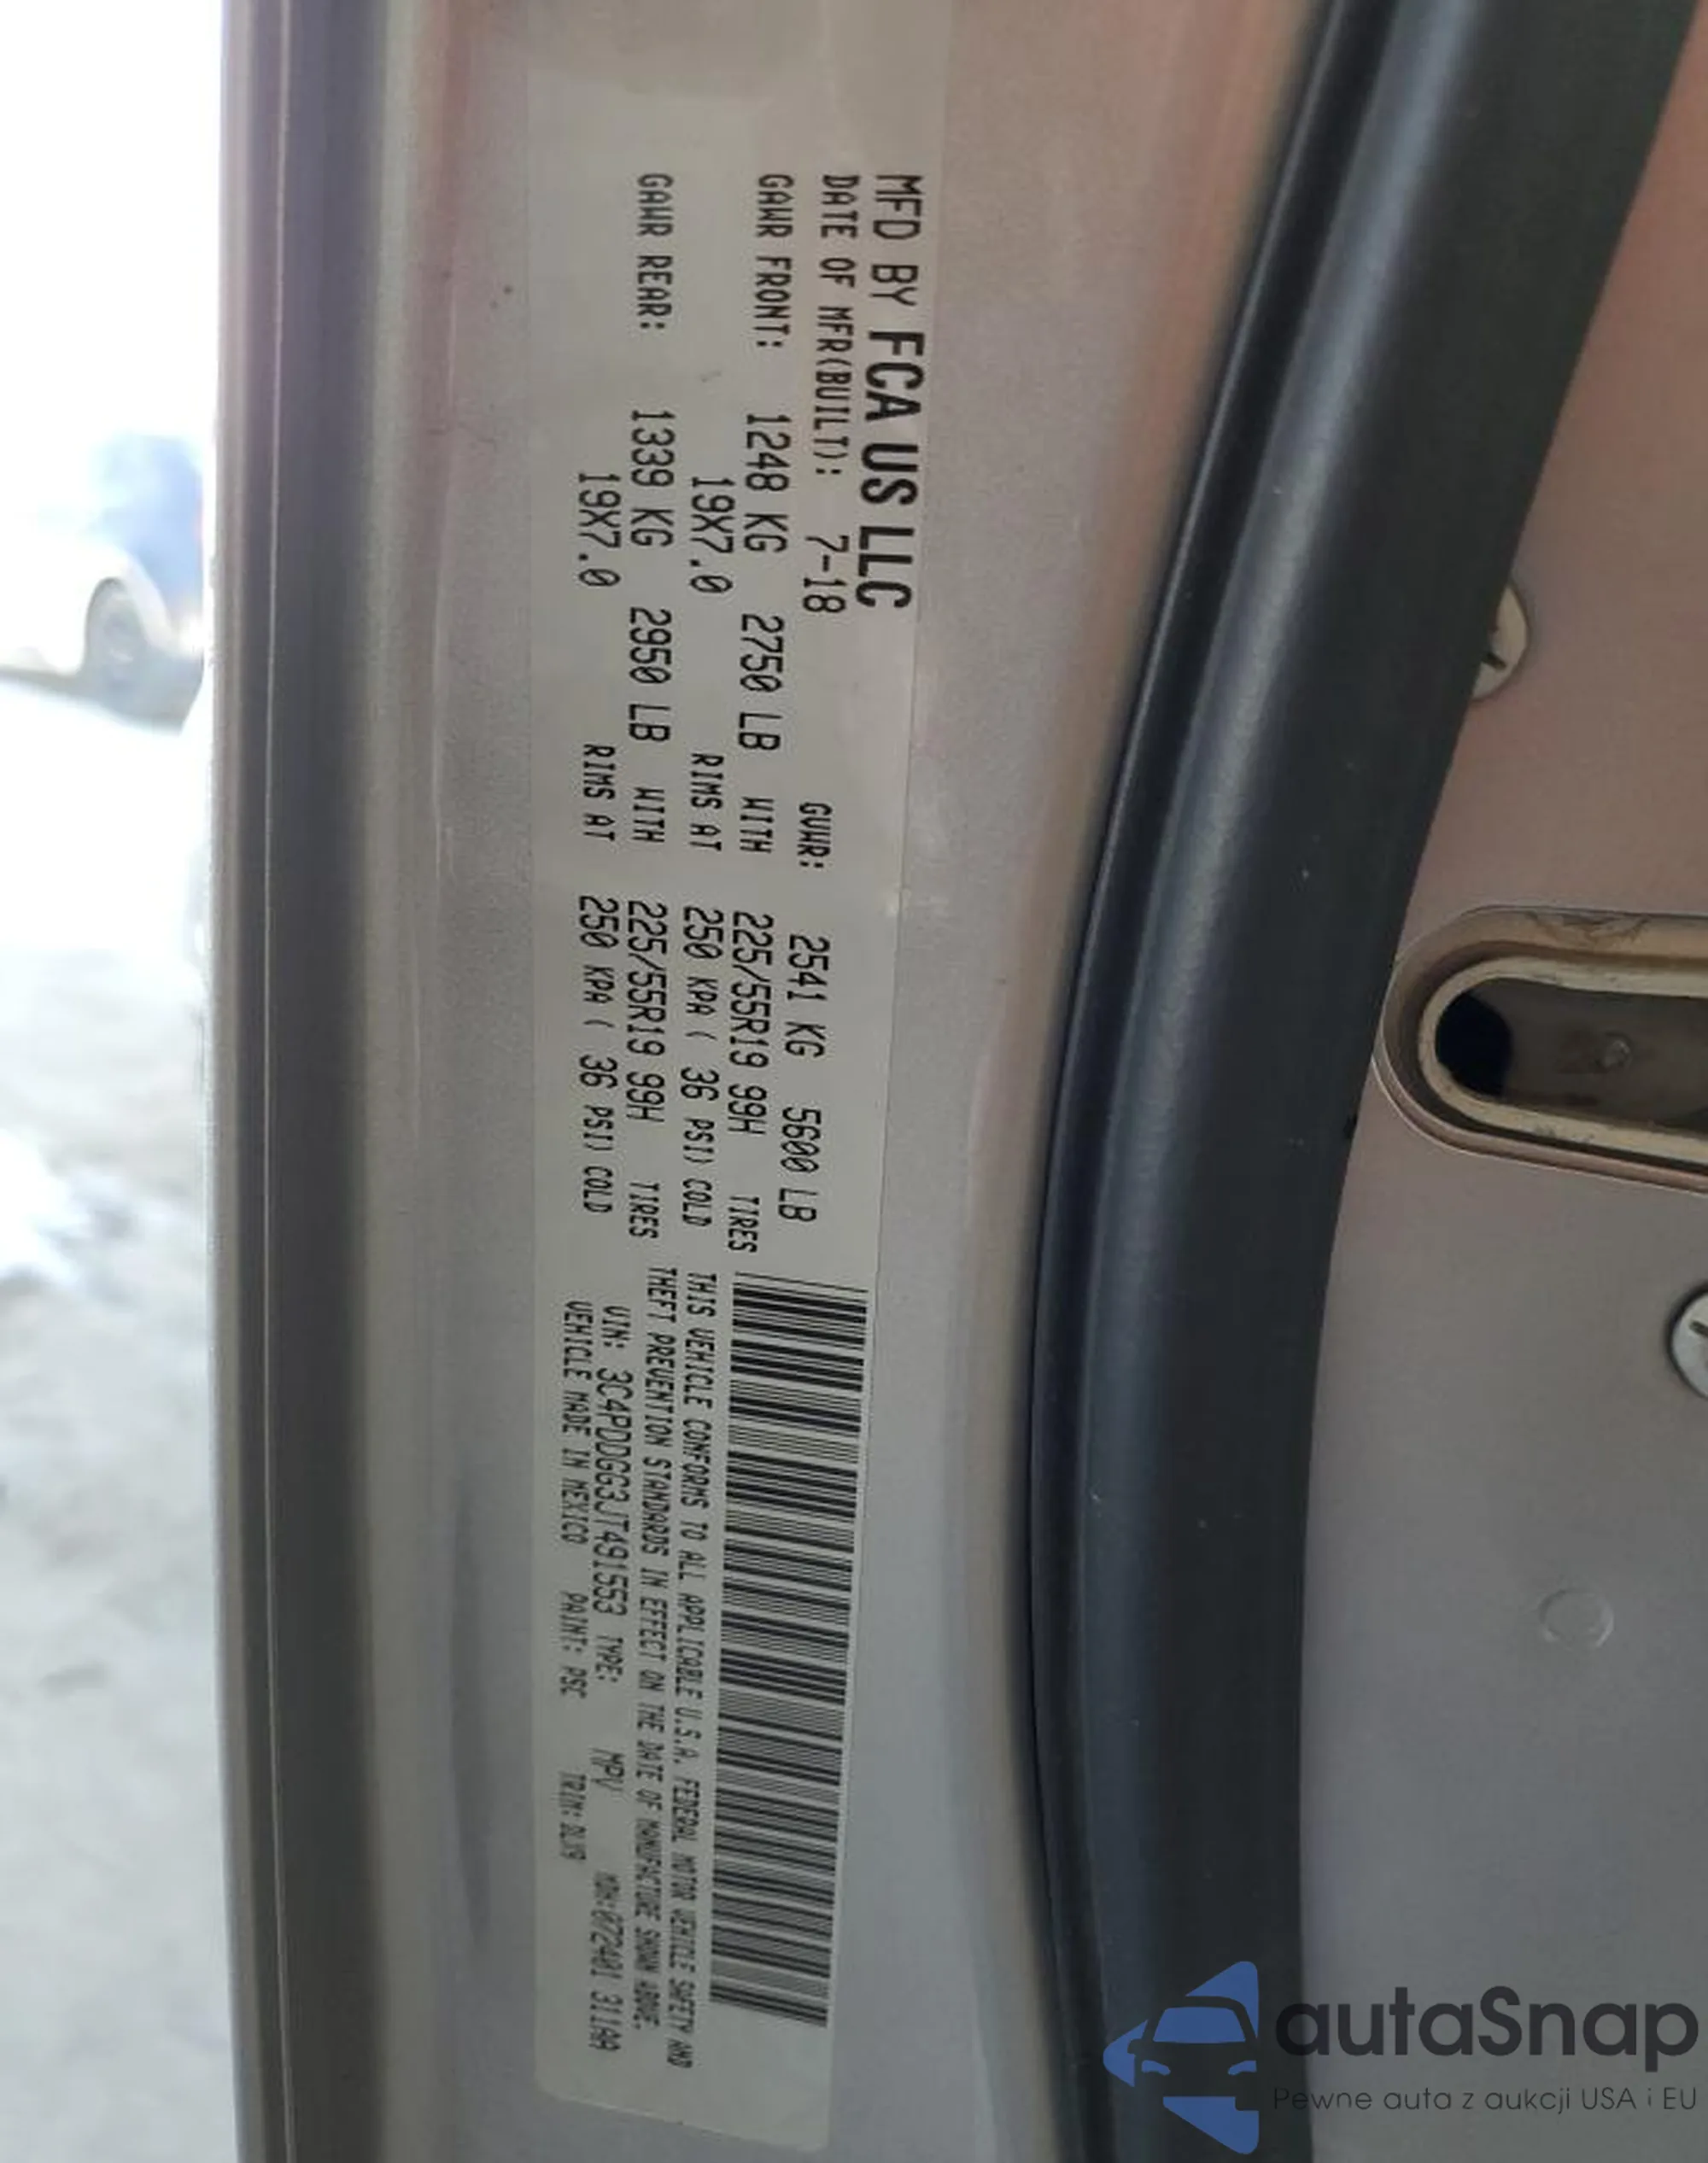 MFD BY FCA US LLC
DATE OF MFR(BUILT): 7-18 GVWR: 2541 KG 5600 LB
GAWR FRONT: 1248 KG 2750 LB WITH 225/55R19 99H TIRES
19X7.0 RIMS AT 250 KPA ( 36 PSI) COLD
GAWR REAR: 1339 KG 2950 LB WITH 225/55R19 99H TIRES
19X7.0 RIMS AT 250 KPA ( 36 PSI) COLD
THIS VEHICLE CONFORMS TO ALL APPLICABLE U.S.A. FEDERAL MOTOR VEHICLE SAFETY AND
THEFT PREVENTION STANDARDS IN EFFECT ON THE DATE OF MANUFACTURE SHOWN ABOVE.
VIN: 3C4PDDGG3JT491553 TYPE: MPV MDH:072401 311AA
VEHICLE MADE IN MEXICO PAINT: PSC TRIM:
autaSnap
Pewne auta z aukcji USA i EU